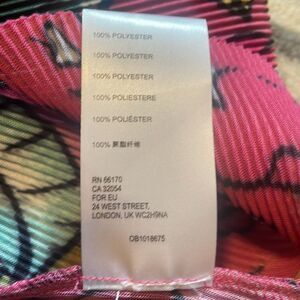 100% POLYESTER
100% POLYESTER
100% POLYESTER
100% POLIESTERE
100% POLIÉSTER
100% 聚酯纤维
RN 66170
CA 32054
FOR EU
24 WEST STREET,
LONDON, UK WC2H9NA
OB1018675